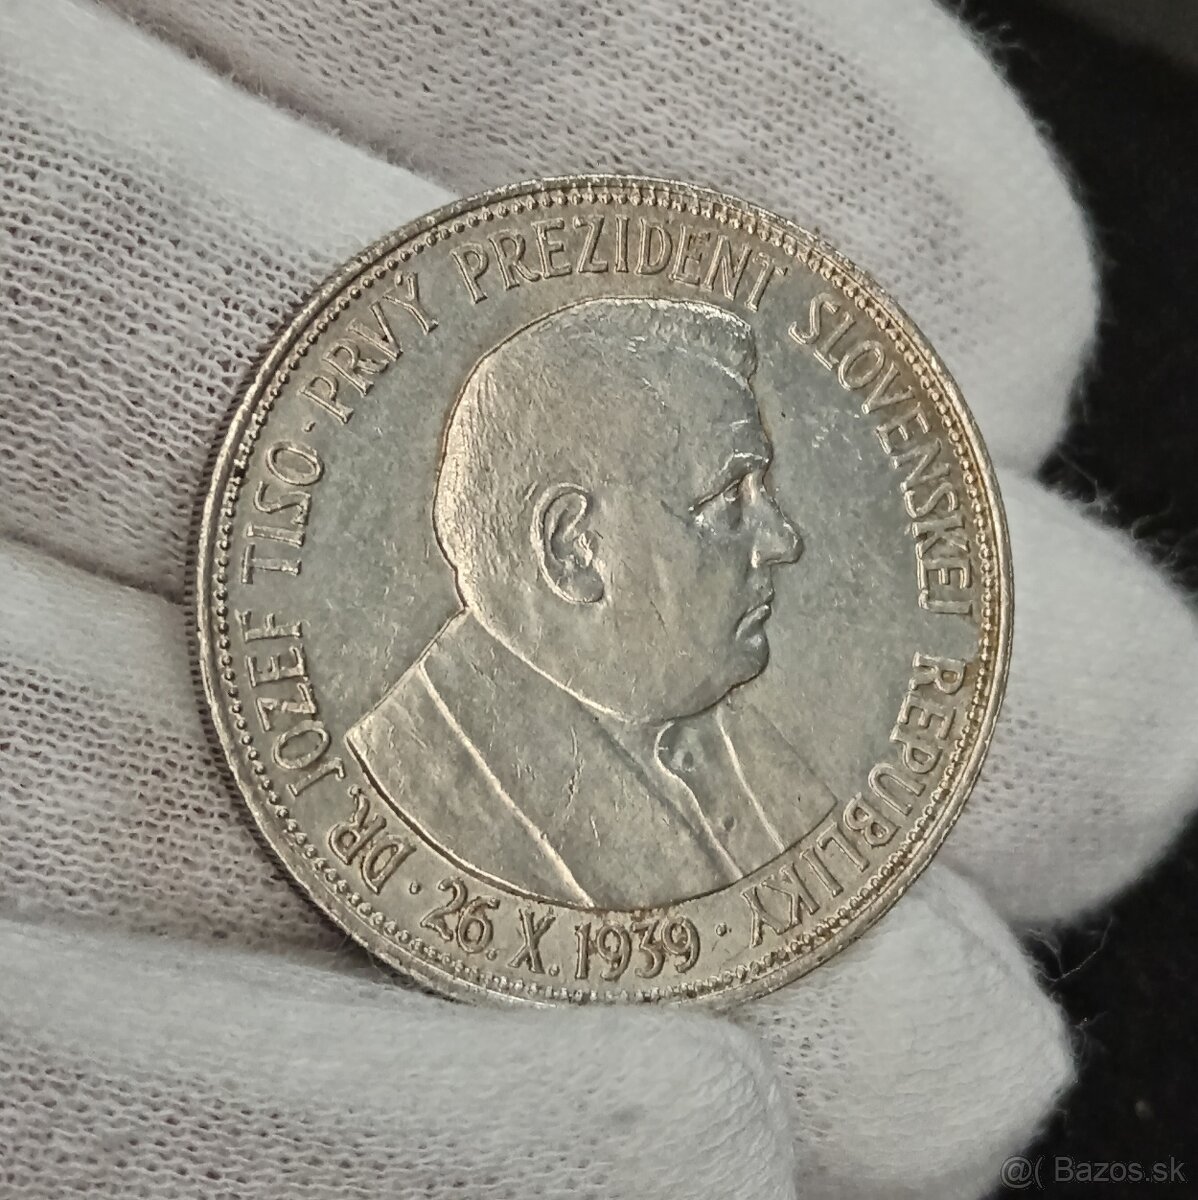 DR. JOZEF TISO - PRVÝ PREZIDENT SLOVENSKEJ REPUBLIKY
· 26. X. 1939 ·
@( Bazos.sk